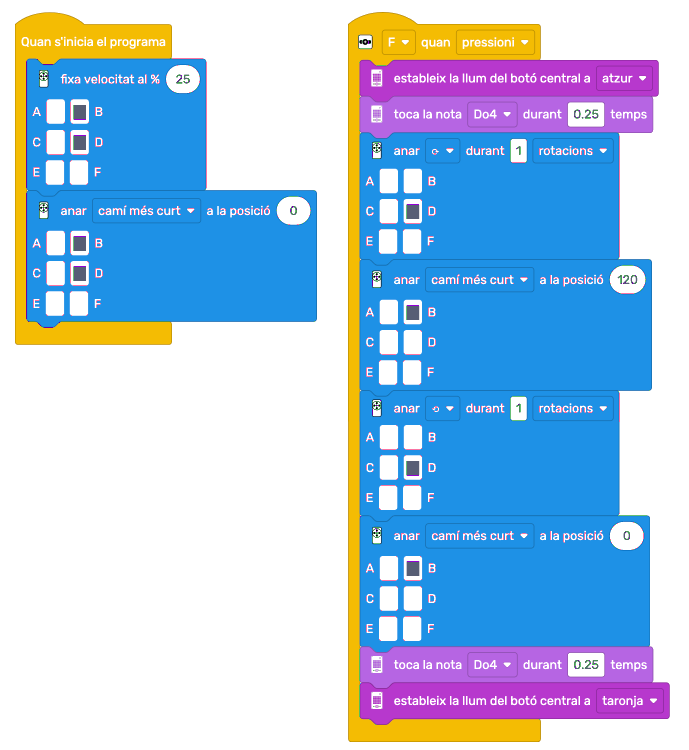 Quan s'inicia el programa
fixa velocitat al % 25
A B
C D
E F
anar camí més curt a la posició 0
A B
C D
E F
F quan pressioni
estableix la llum del botó central a atzur
toca la nota Do4 durant 0.25 temps
anar durant 1 rotacions
A B
C D
E F
anar camí més curt a la posició 120
A B
C D
E F
anar durant 1 rotacions
A B
C D
E F
anar camí més curt a la posició 0
A B
C D
E F
toca la nota Do4 durant 0.25 temps
estableix la llum del botó central a taronja